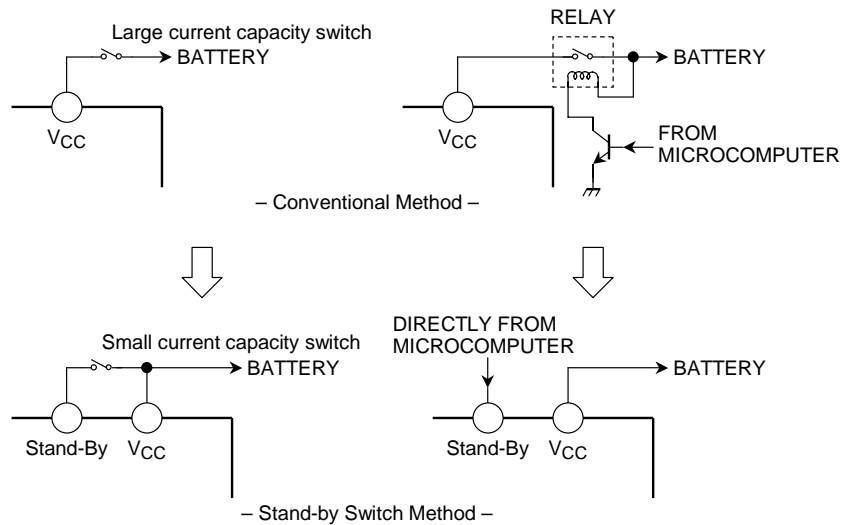 Large current capacity switch
BATTERY
VCC
RELAY
BATTERY
VCC
FROM
MICROCOMPUTER
– Conventional Method –
Small current capacity switch
BATTERY
Stand-By
VCC
DIRECTLY FROM
MICROCOMPUTER
BATTERY
Stand-By
VCC
– Stand-by Switch Method –